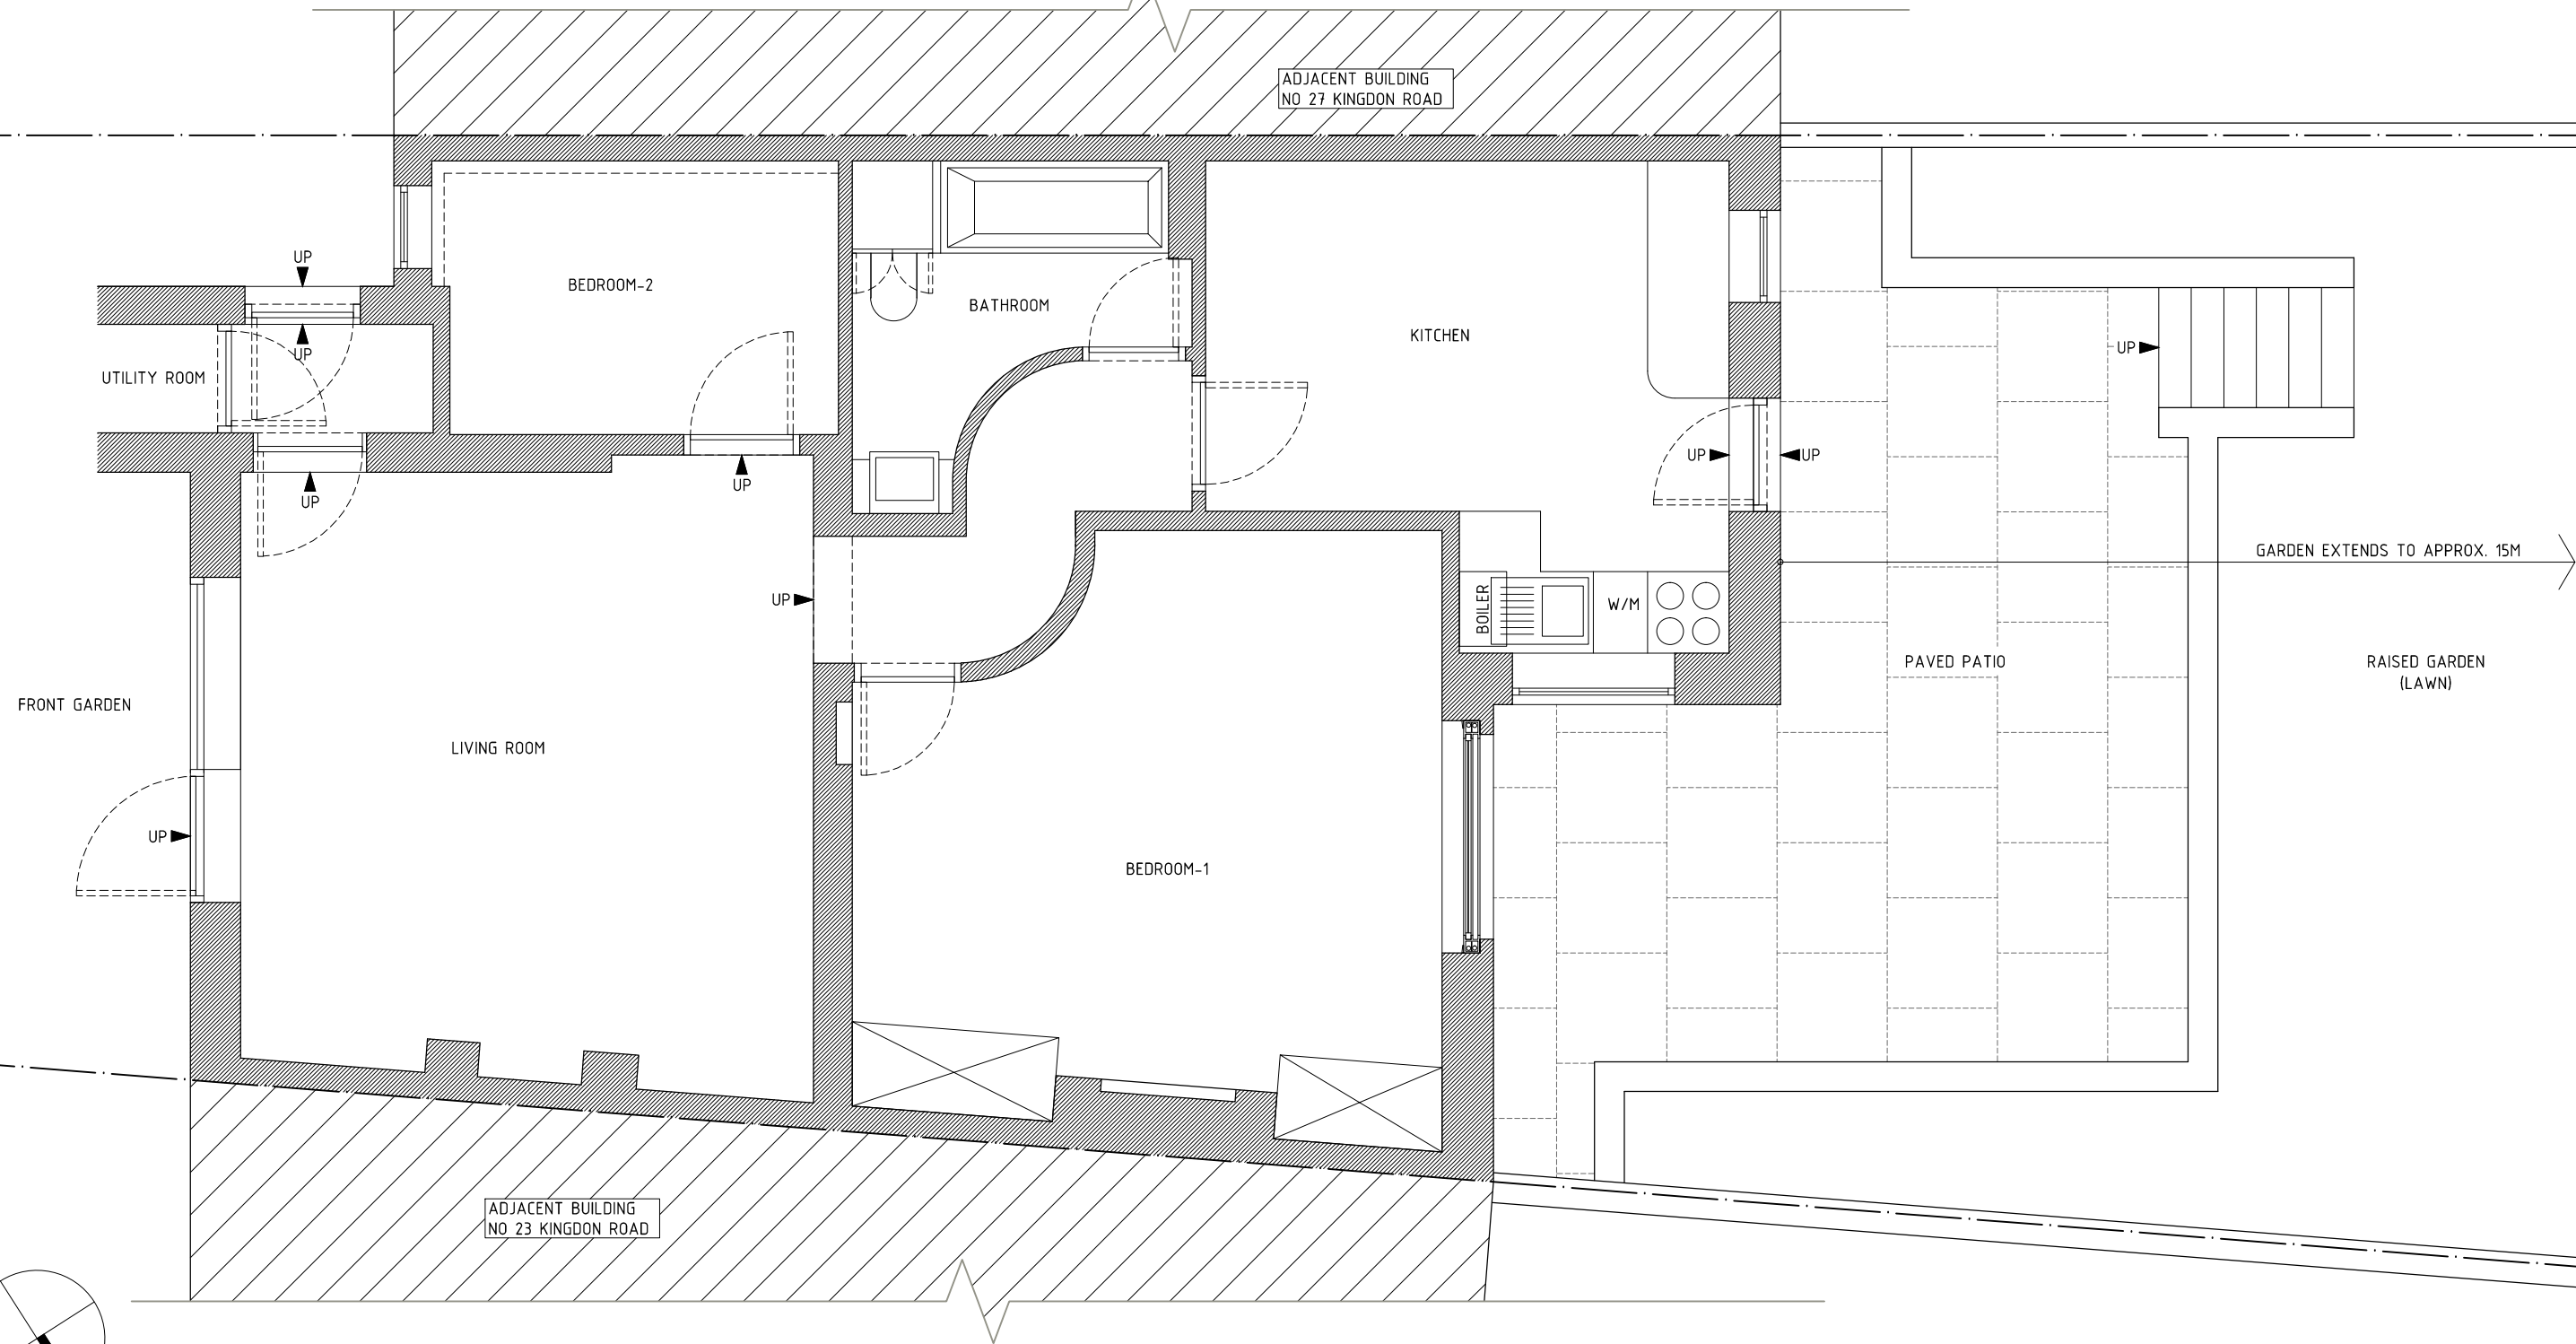 ADJACENT BUILDING
NO 27 KINGDON ROAD
UP
BEDROOM-2
BATHROOM
KITCHEN
UP
UP
UTILITY ROOM
UP
UP
UP
UP
UP
GARDEN EXTENDS TO APPROX. 15M
UP
BOILER
W/M
PAVED PATIO
RAISED GARDEN
(LAWN)
FRONT GARDEN
LIVING ROOM
UP
BEDROOM-1
ADJACENT BUILDING
NO 23 KINGDON ROAD